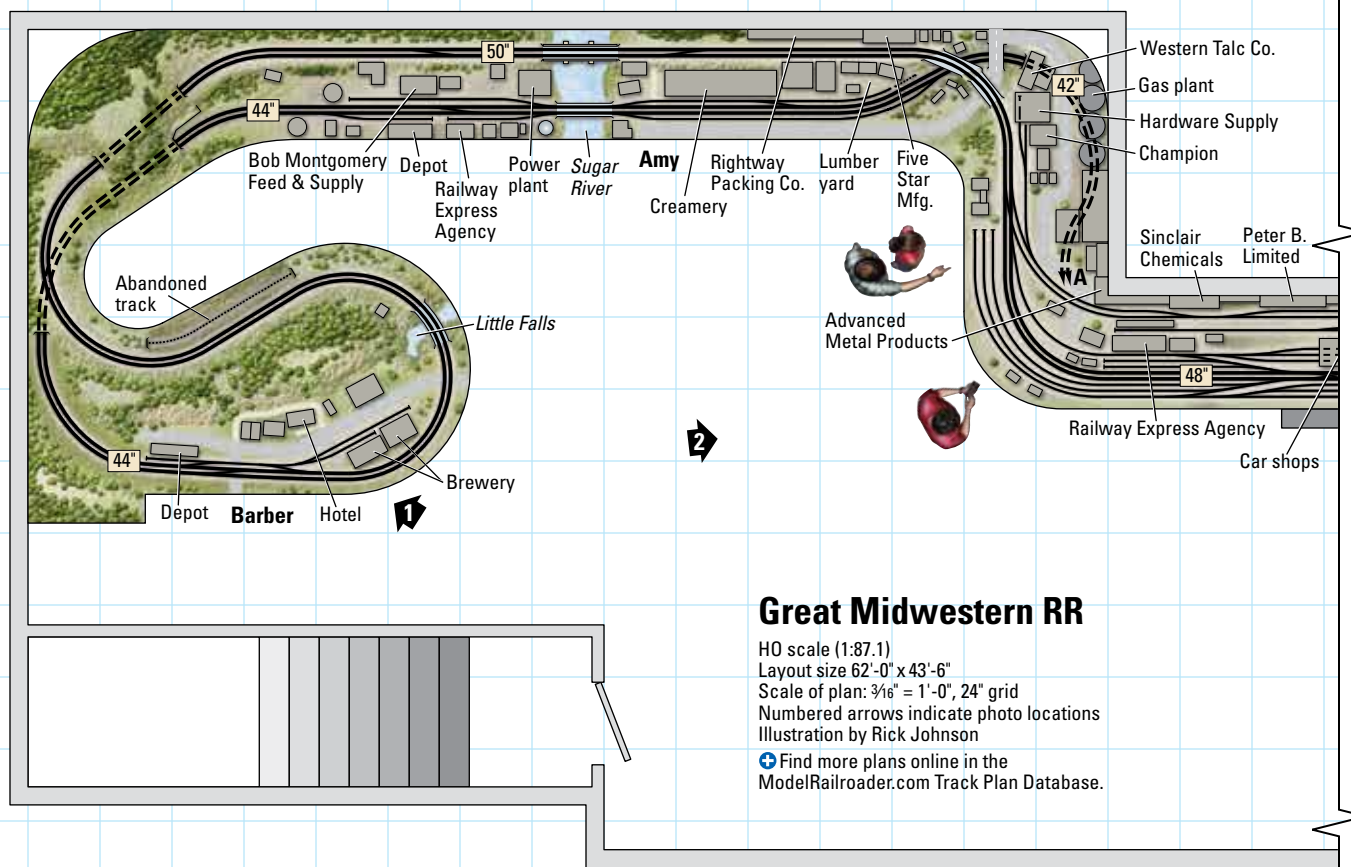 50"
44"
42"
Western Talc Co.
Gas plant
Hardware Supply
Champion
Bob Montgomery
Feed & Supply
Depot
Railway
Express
Agency
Power
plant
Sugar
River
Amy
Creamery
Rightway
Packing Co.
Lumber
yard
Five
Star
Mfg.
Sinclair
Chemicals
Peter B.
Limited
A
Abandoned
track
Little Falls
Advanced
Metal Products
48"
Railway Express Agency
Car shops
44"
Depot
Barber
Hotel
Brewery
1
2
Great Midwestern RR
HO scale (1:87.1)
Layout size 62'-0" x 43'-6"
Scale of plan: 3⁄16" = 1'-0", 24" grid
Numbered arrows indicate photo locations
Illustration by Rick Johnson
Find more plans online in the
ModelRailroader.com Track Plan Database.